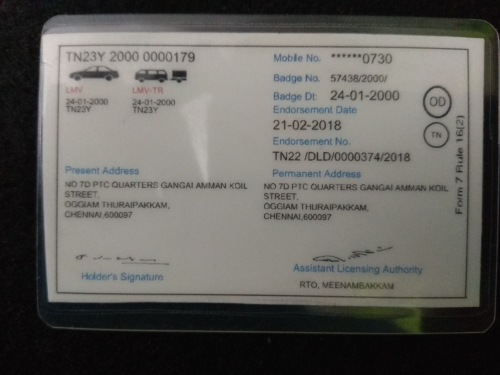 TN23Y 2000 0000179
LMV LMV-TR
24-01-2000 24-01-2000
TN23Y TN23Y
Mobile No. ******0730
Badge No. 57438/2000/
Badge Dt: 24-01-2000
Endorsement Date
21-02-2018
Endorsement No.
TN22 /DLD/0000374/2018
OD
TN
Form 7 Rule 16(2)
Present Address
NO 7D PTC QUARTERS GANGAI AMMAN KOIL
STREET,
OGGIAM THURAIPAKKAM,
CHENNAI,600097
Permanent Address
NO 7D PTC QUARTERS GANGAI AMMAN KOIL
STREET,
OGGIAM THURAIPAKKAM,
CHENNAI,600097
Holder's Signature
Assistant Licensing Authority
RTO, MEENAMBAKKAM